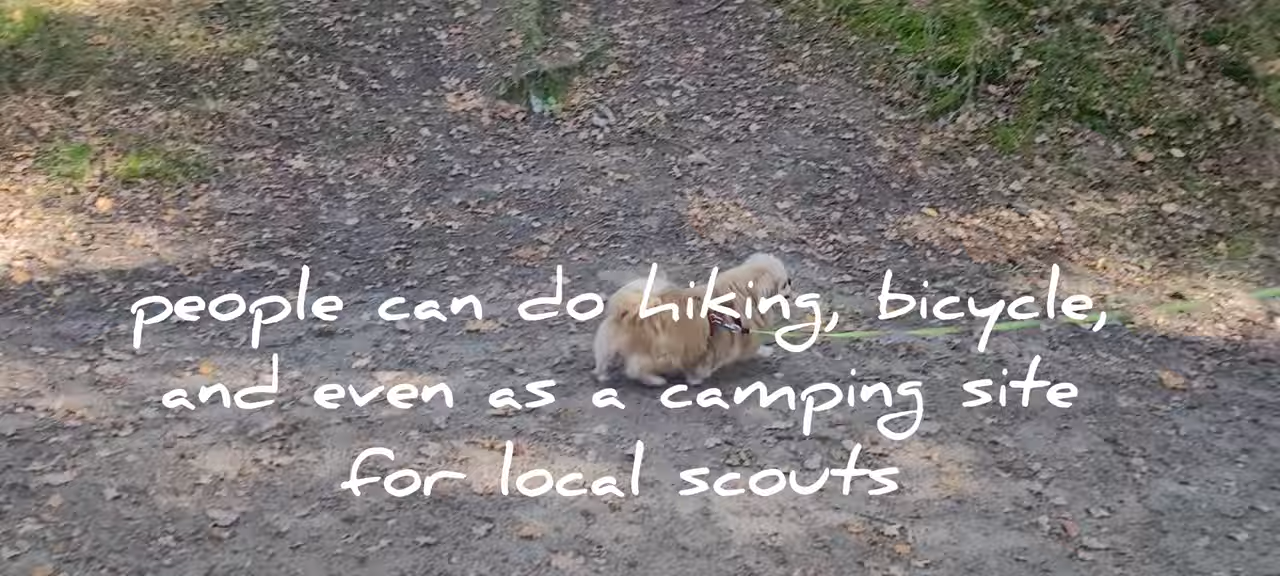 people can do hiking, bicycle,
and even as a camping site
for local scouts